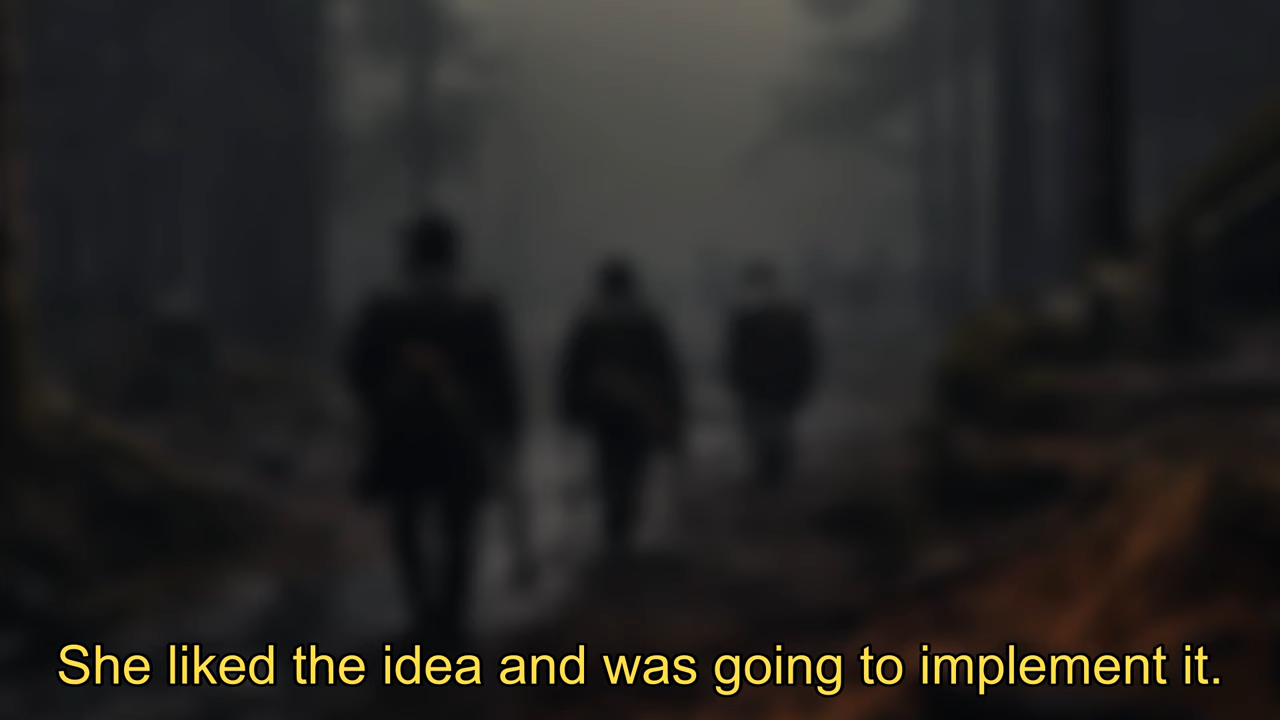 She liked the idea and was going to implement it.